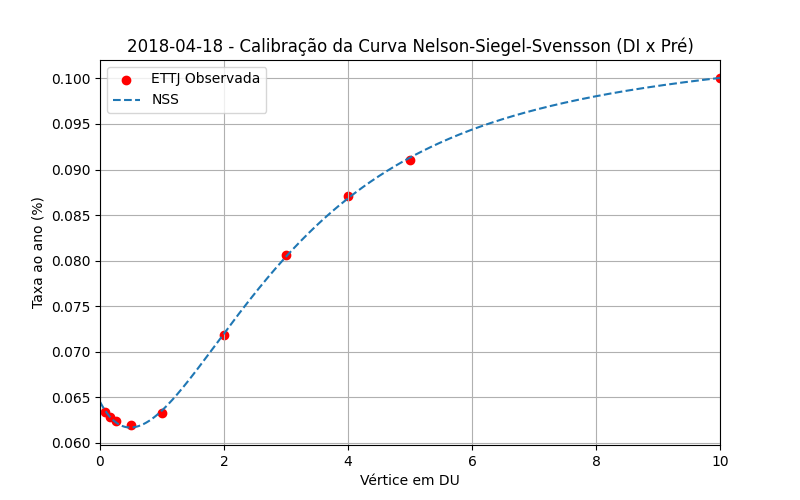 2018-04-18 - Calibração da Curva Nelson-Siegel-Svensson (DI x Pré)
ETTJ Observada
NSS
Taxa ao ano (%)
0.100
0.095
0.090
0.085
0.080
0.075
0.070
0.065
0.060
0 2 4 6 8 10
Vértice em DU